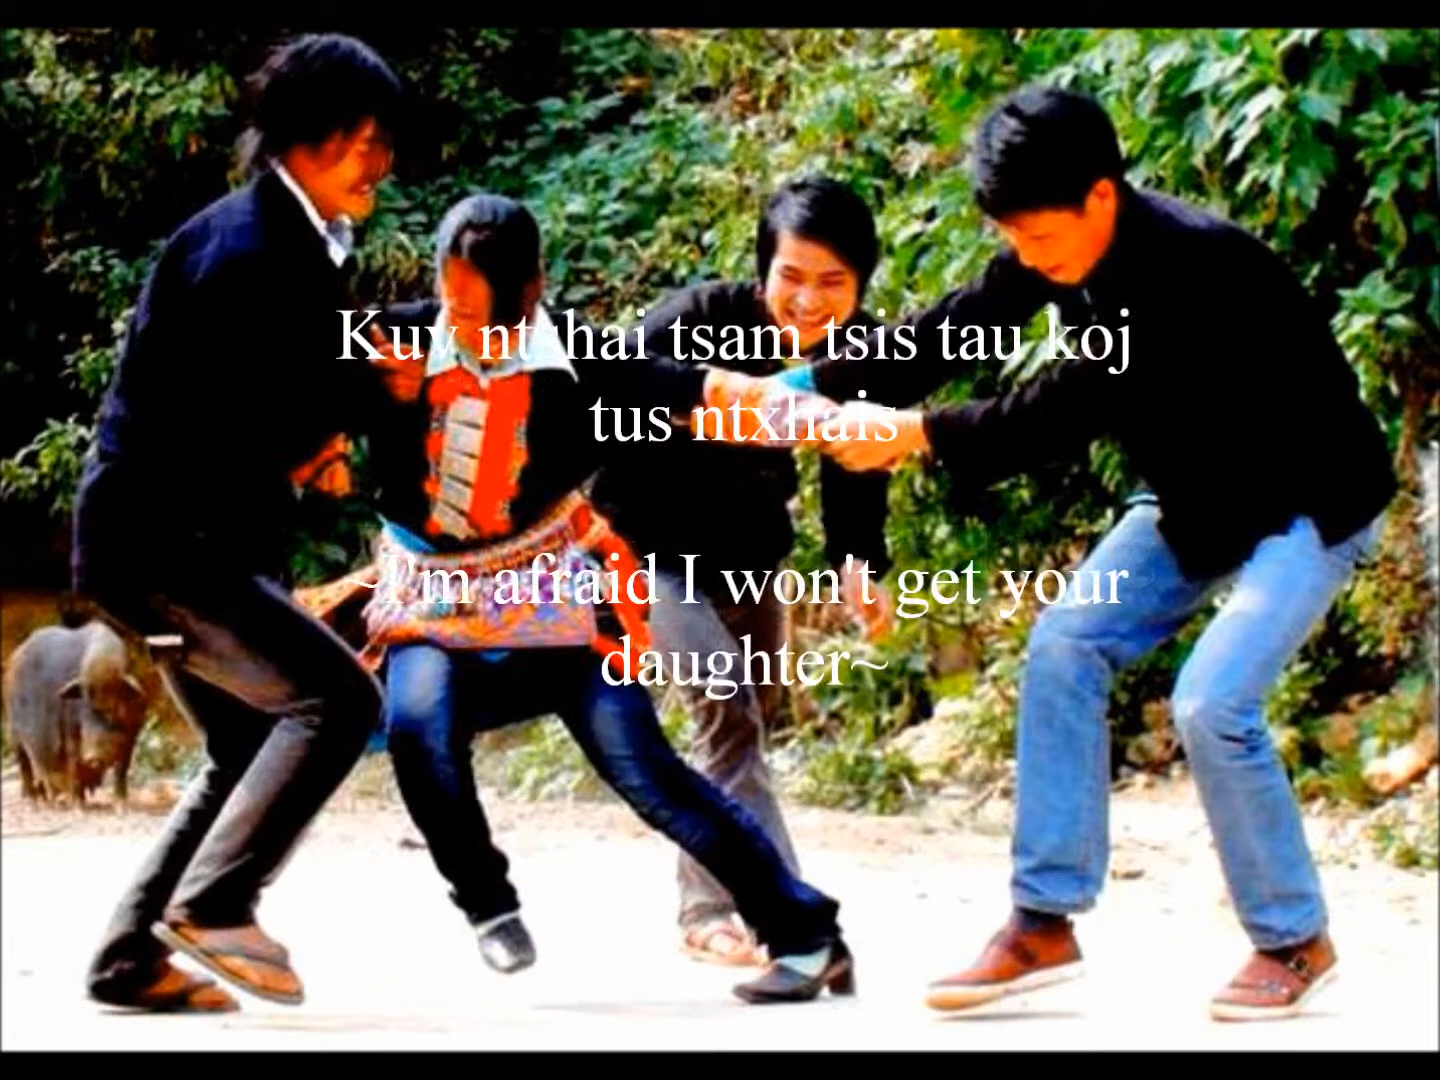 Kuv ntshai tsam tsis tau koj
tus ntxhais
~I'm afraid I won't get your
daughter~